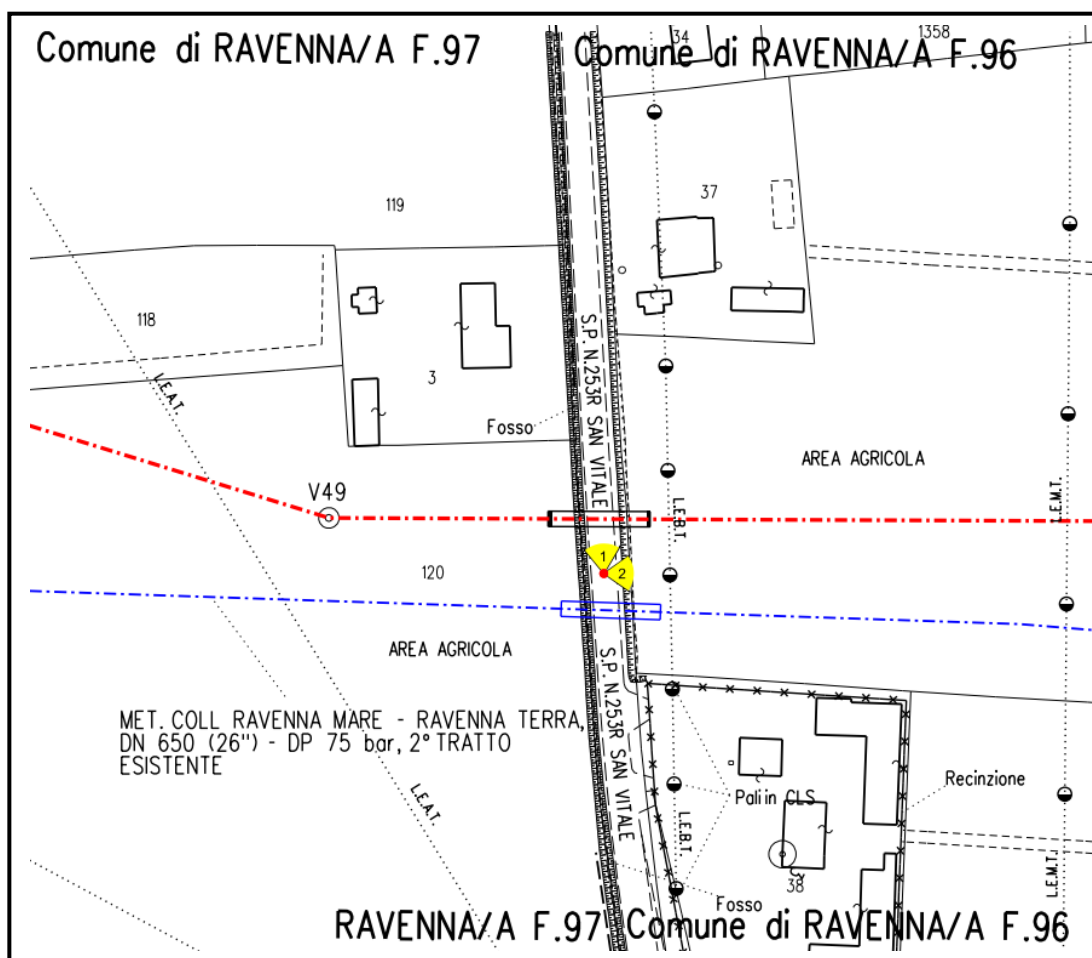 Comune di RAVENNA/A F.97
34
Comune di RAVENNA/A F.96
1358
119
37
118
L.E.A.T.
3
S.P. N.253R SAN VITALE
Fosso
AREA AGRICOLA
V49
L.E.B.T.
L.E.M.T.
1
2
120
AREA AGRICOLA
S.P. N.253R SAN VITALE
MET. COLL RAVENNA MARE - RAVENNA TERRA,
DN 650 (26") - DP 75 bar, 2° TRATTO
ESISTENTE
L.E.A.T.
Pali in CLS
Recinzione
L.E.B.T.
L.E.M.T.
38
Fosso
RAVENNA/A F.97
Comune di RAVENNA/A F.96